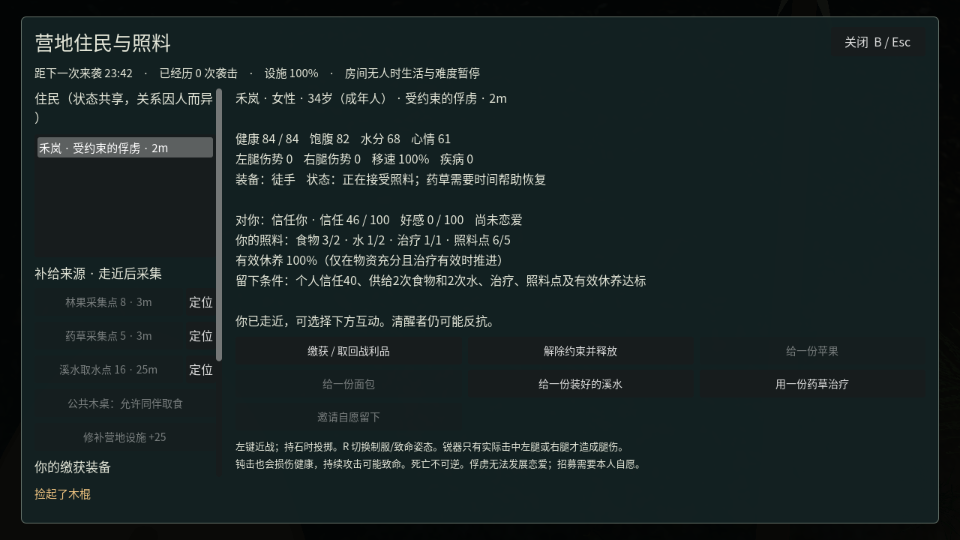 营地住民与照料
关闭 B / Esc
距下一次来袭 23:42 · 已经历 0 次袭击 · 设施 100% · 房间无人时生活与难度暂停
住民（状态共享，关系因人而异
）
禾岚 · 受约束的俘虏 · 2m
补给来源 · 走近后采集
林果采集点 8 · 3m 定位
药草采集点 5 · 3m 定位
溪水取水点 16 · 25m 定位
公共木桌：允许同伴取食
修补营地设施 +25
你的缴获装备
捡起了木棍
禾岚 · 女性 · 34岁（成年人） · 受约束的俘虏 · 2m
健康 84 / 84 饱腹 82 水分 68 心情 61
左腿伤势 0 右腿伤势 0 移速 100% 疾病 0
装备：徒手 状态：正在接受照料；药草需要时间帮助恢复
对你：信任你 · 信任 46 / 100 好感 0 / 100 尚未恋爱
你的照料：食物 3/2 · 水 1/2 · 治疗 1/1 · 照料点 6/5
有效休养 100%（仅在物资充分且治疗有效时推进）
留下条件：个人信任40、供给2次食物和2次水、治疗、照料点及有效休养达标
你已走近，可选择下方互动。清醒者仍可能反抗。
缴获 / 取回战利品 解除约束并释放 给一份苹果
给一份面包 给一份装好的溪水 用一份药草治疗
邀请自愿留下
左键近战；持石时投掷。R 切换制服/致命姿态。锐器只有实际击中左腿或右腿才造成腿伤。
钝击也会损伤健康，持续攻击可能致命。死亡不可逆。俘虏无法发展恋爱；招募需要本人自愿。